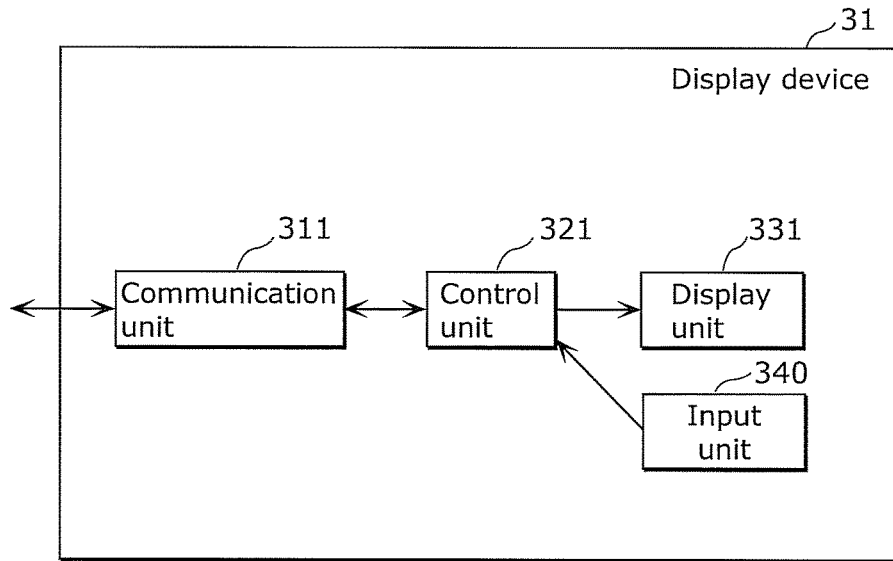 31
Display device
311
321
331
Communication
unit
Control
unit
Display
unit
340
Input
unit